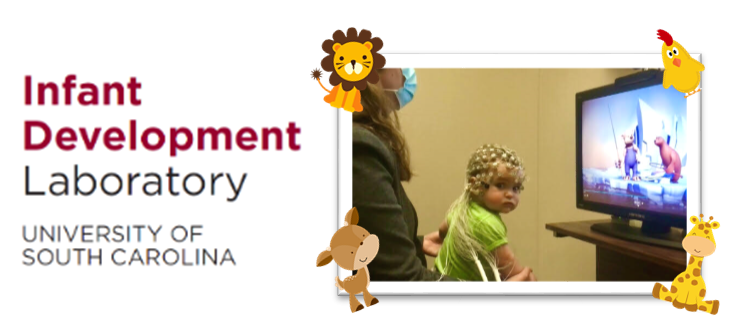 Infant
Development
Laboratory
UNIVERSITY OF
SOUTH CAROLINA